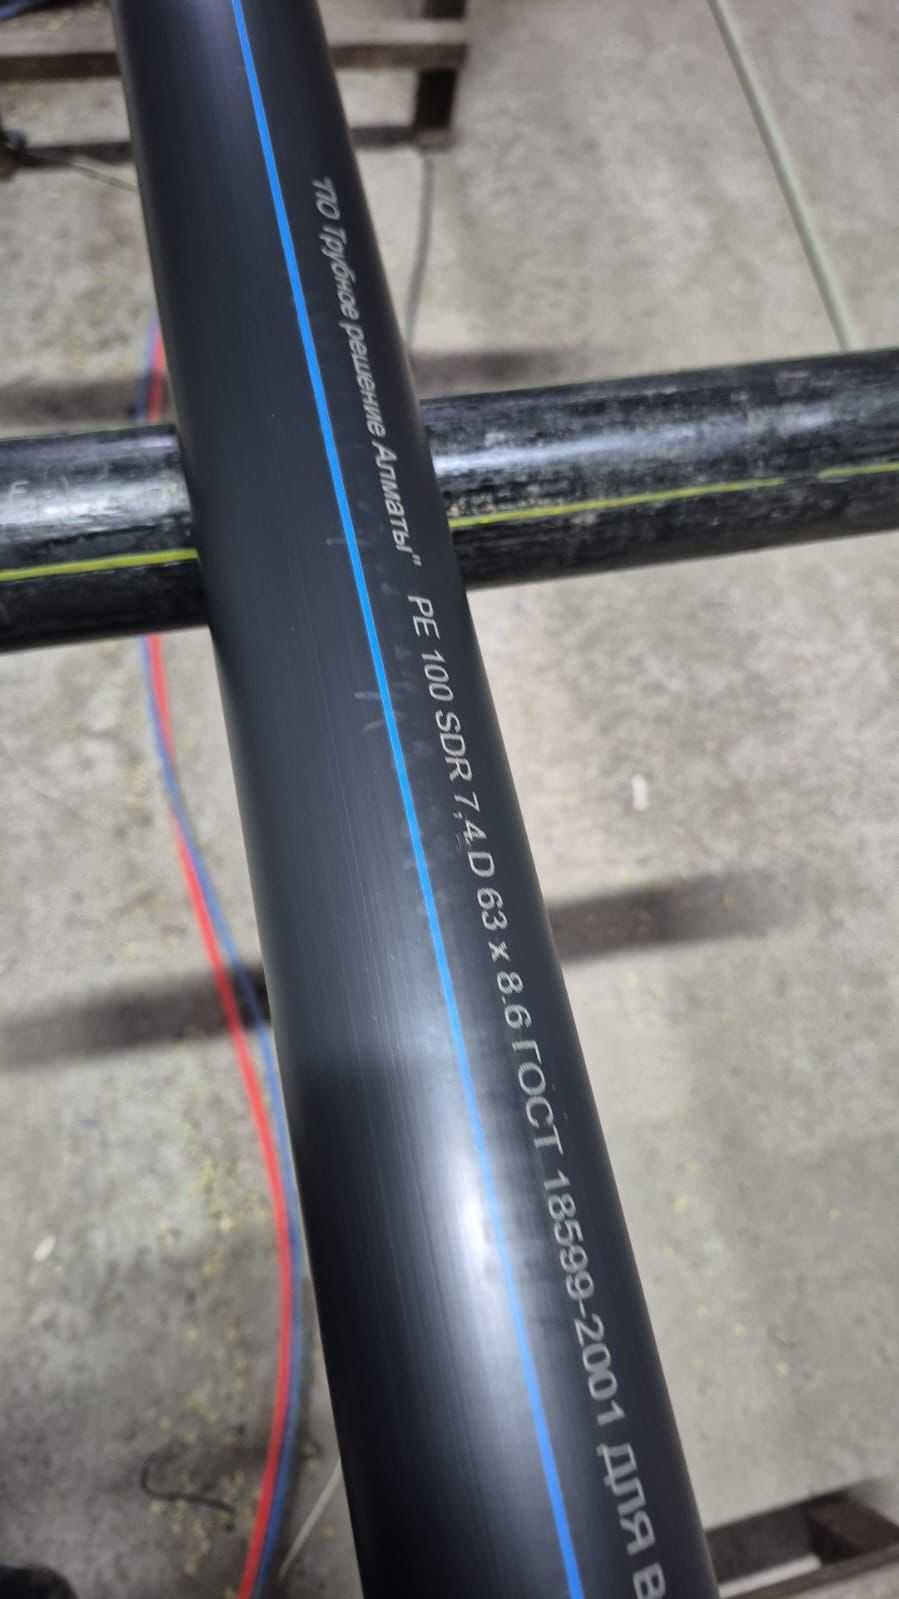 "ПО Трубное решение Алматы" PE 100 SDR 7,4 D 63 x 8.6 ГОСТ 18599-2001 ДЛЯ В